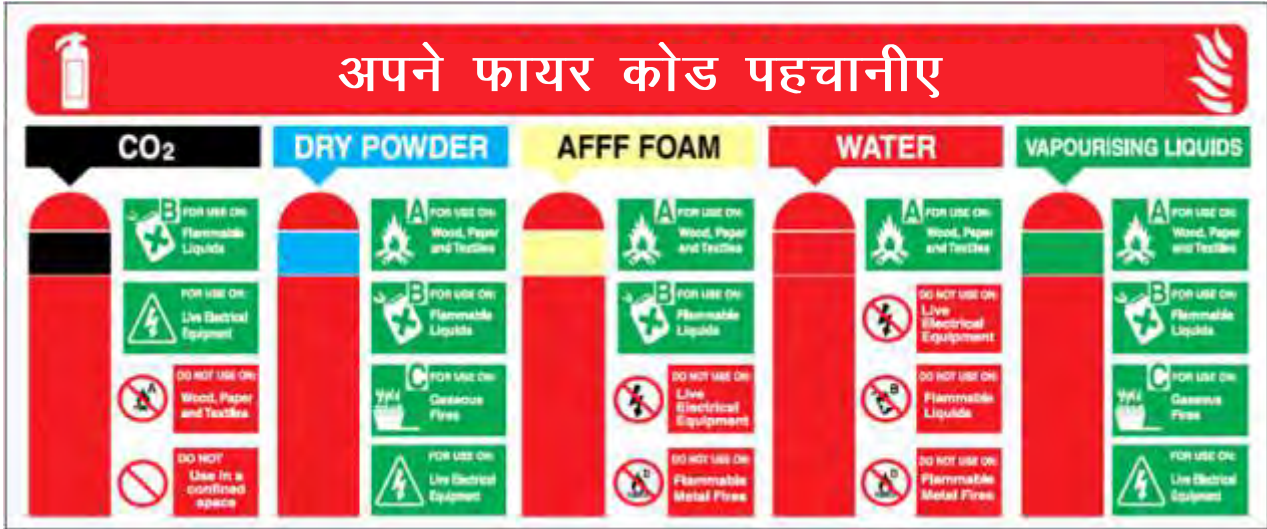 अपने फायर कोड पहचानीए
CO₂
DRY POWDER
AFFF FOAM
WATER
VAPOURISING LIQUIDS
B FOR USE ON:
Flammable
Liquids
FOR USE ON:
Live Electrical
Equipment
A
DO NOT USE ON:
Wood, Paper
and Textiles
DO NOT
Use in a
confined
space
A FOR USE ON:
Wood, Paper
and Textiles
B FOR USE ON:
Flammable
Liquids
C FOR USE ON:
Gaseous
Fires
FOR USE ON:
Live Electrical
Equipment
A FOR USE ON:
Wood, Paper
and Textiles
B FOR USE ON:
Flammable
Liquids
DO NOT USE ON:
Live
Electrical
Equipment
D
DO NOT USE ON:
Flammable
Metal Fires
A FOR USE ON:
Wood, Paper
and Textiles
DO NOT USE ON:
Live
Electrical
Equipment
B
DO NOT USE ON:
Flammable
Liquids
D
DO NOT USE ON:
Flammable
Metal Fires
A FOR USE ON:
Wood, Paper
and Textiles
B FOR USE ON:
Flammable
Liquids
C FOR USE ON:
Gaseous
Fires
FOR USE ON:
Live Electrical
Equipment